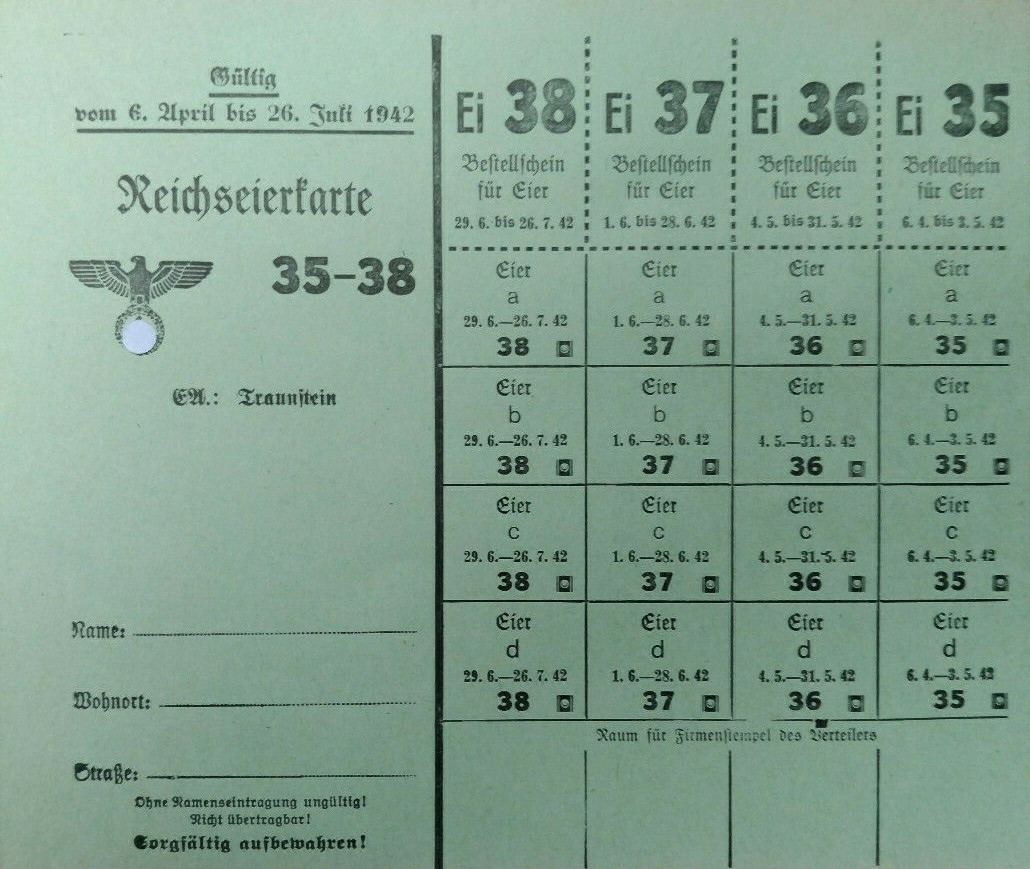 Gültig
vom 6. April bis 26. Juli 1942
Reichseierkarte
35-38
EA.: Traunstein
Name:
Wohnort:
Straße:
Ohne Namenseintragung ungültig!
Nicht übertragbar!
Sorgfältig aufbewahren!
Ei 38 Ei 37 Ei 36 Ei 35
Bestellschein Bestellschein Bestellschein Bestellschein
für Eier für Eier für Eier für Eier
29. 6. bis 26. 7. 42 1. 6. bis 28. 6. 42 4. 5. bis 31. 5. 42 6. 4. bis 3. 5. 42
Eier Eier Eier Eier
a a a a
29. 6.—26. 7. 42 1. 6.—28. 6. 42 4. 5.—31. 5. 42 6. 4.—3. 5. 42
38 37 36 35
Eier Eier Eier Eier
b b b b
29. 6.—26. 7. 42 1. 6.—28. 6. 42 4. 5.—31. 5. 42 6. 4.—3. 5. 42
38 37 36 35
Eier Eier Eier Eier
c c c c
29. 6.—26. 7. 42 1. 6.—28. 6. 42 4. 5.—31. 5. 42 6. 4.—3. 5. 42
38 37 36 35
Eier Eier Eier Eier
d d d d
29. 6.—26. 7. 42 1. 6.—28. 6. 42 4. 5.—31. 5. 42 6. 4.—3. 5. 42
38 37 36 35
Raum für Firmenstempel des Verteilers